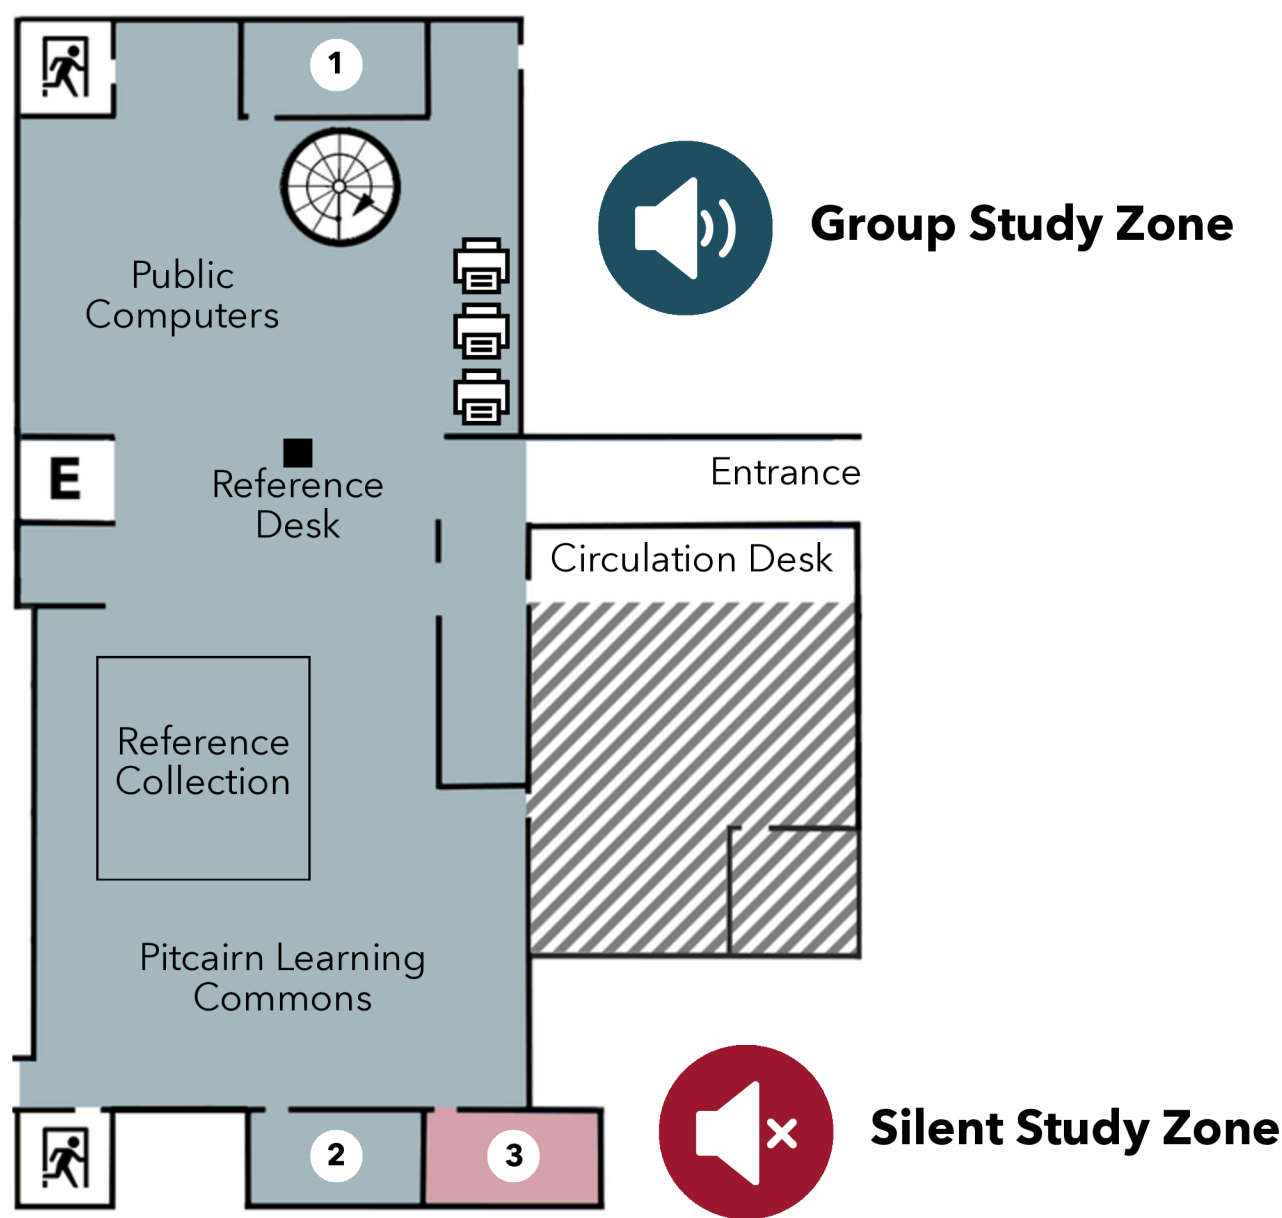 1
Group Study Zone
Public
Computers
E
Entrance
Reference
Desk
Circulation Desk
Reference
Collection
Pitcairn Learning
Commons
Silent Study Zone
2
3